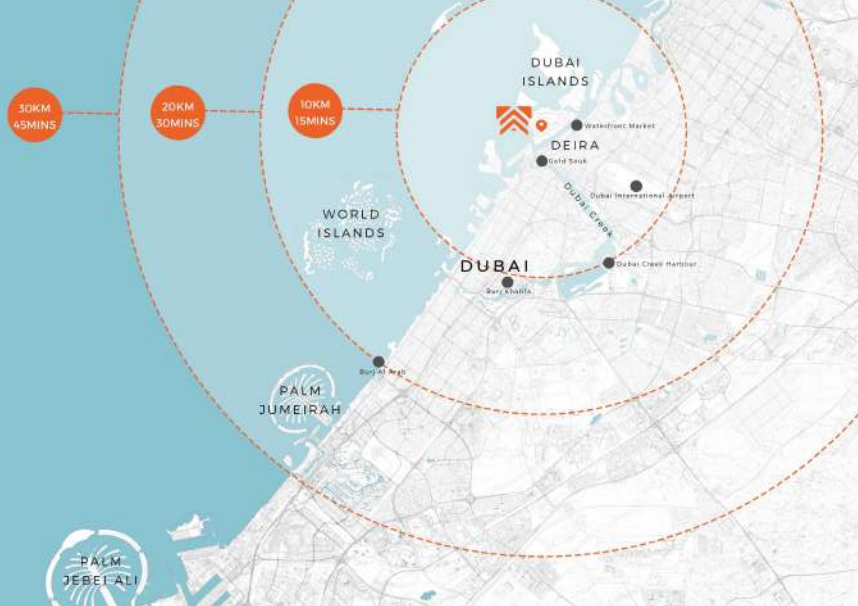 DUBAI
ISLANDS
30KM
45MINS
20KM
30MINS
10KM
15MINS
Waterfront Market
DEIRA
Gold Souk
Dubai International Airport
Dubai Creek
WORLD
ISLANDS
DUBAI
Dubai Creek Harbour
Burj Khalifa
Burj Al Arab
PALM
JUMEIRAH
PALM
JEBEL ALI